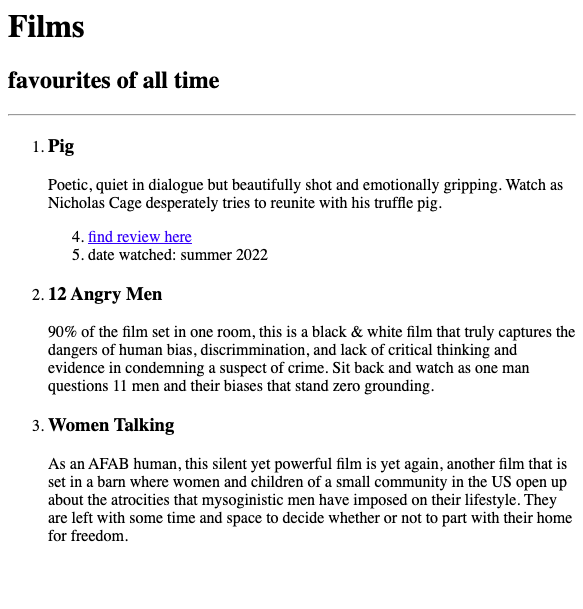 Films
favourites of all time
1. Pig
Poetic, quiet in dialogue but beautifully shot and emotionally gripping. Watch as
Nicholas Cage desperately tries to reunite with his truffle pig.
4. find review here
5. date watched: summer 2022
2. 12 Angry Men
90% of the film set in one room, this is a black & white film that truly captures the
dangers of human bias, discrimmination, and lack of critical thinking and
evidence in condemning a suspect of crime. Sit back and watch as one man
questions 11 men and their biases that stand zero grounding.
3. Women Talking
As an AFAB human, this silent yet powerful film is yet again, another film that is
set in a barn where women and children of a small community in the US open up
about the atrocities that mysoginistic men have imposed on their lifestyle. They
are left with some time and space to decide whether or not to part with their home
for freedom.